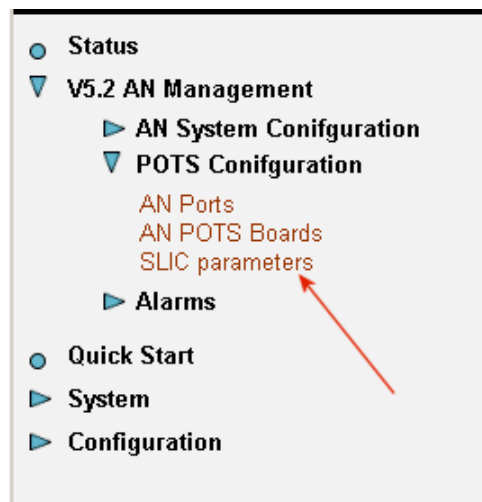 Status
V5.2 AN Management
AN System Conifguration
POTS Conifguration
AN Ports
AN POTS Boards
SLIC parameters
Alarms
Quick Start
System
Configuration